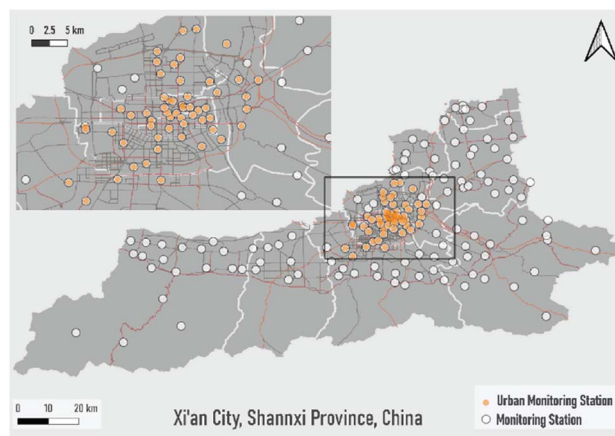 0 2.5 5 km
Urban Monitoring Station
Monitoring Station
0 10 20 km
Xi'an City, Shannxi Province, China